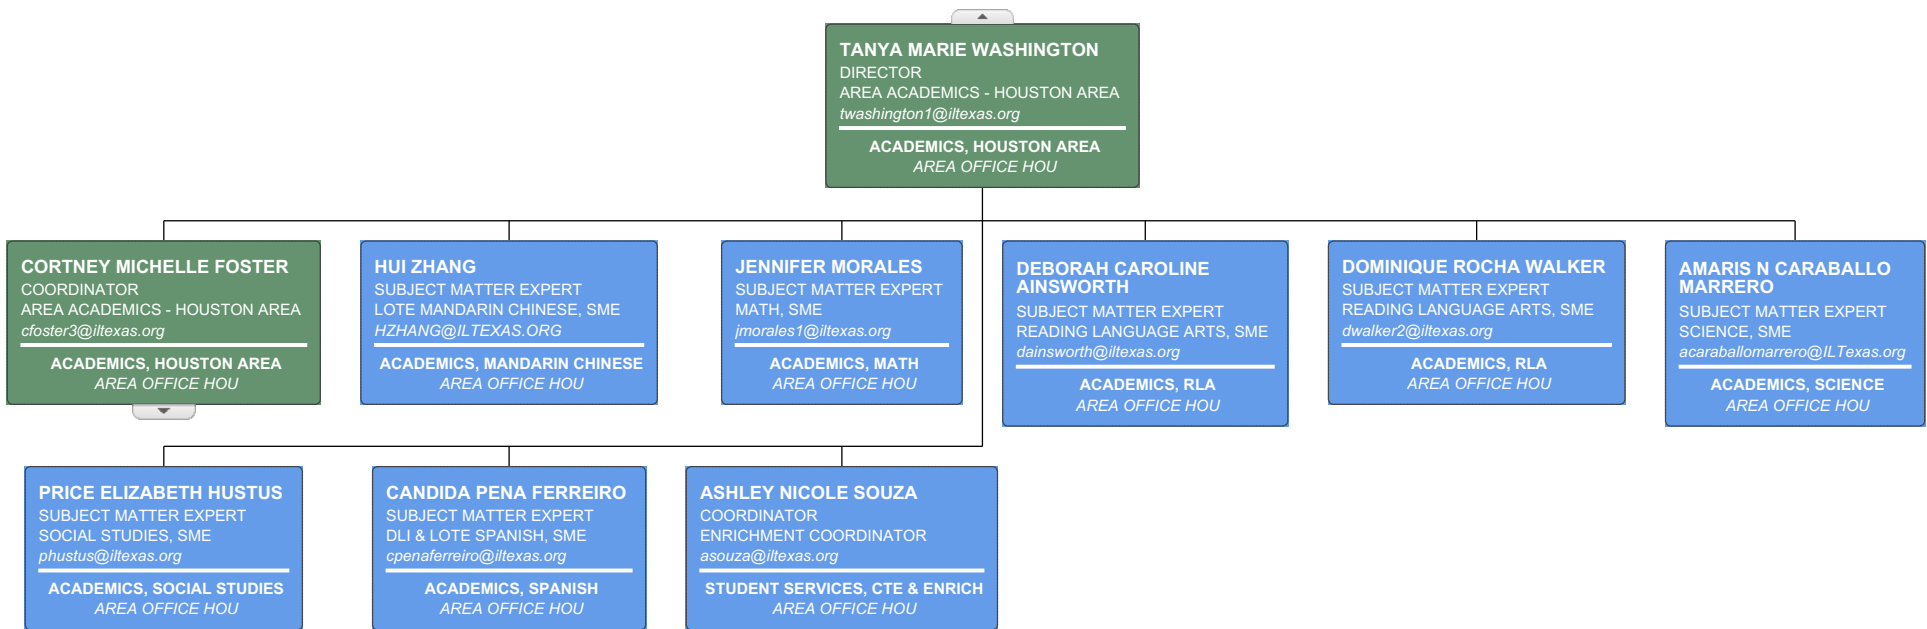 TANYA MARIE WASHINGTON
DIRECTOR
AREA ACADEMICS - HOUSTON AREA
twashington1@iltexas.org
ACADEMICS, HOUSTON AREA
AREA OFFICE HOU
CORTNEY MICHELLE FOSTER
COORDINATOR
AREA ACADEMICS - HOUSTON AREA
cfoster3@iltexas.org
ACADEMICS, HOUSTON AREA
AREA OFFICE HOU
HUI ZHANG
SUBJECT MATTER EXPERT
LOTE MANDARIN CHINESE, SME
HZHANG@ILTEXAS.ORG
ACADEMICS, MANDARIN CHINESE
AREA OFFICE HOU
JENNIFER MORALES
SUBJECT MATTER EXPERT
MATH, SME
jmorales1@iltexas.org
ACADEMICS, MATH
AREA OFFICE HOU
DEBORAH CAROLINE
AINSWORTH
SUBJECT MATTER EXPERT
READING LANGUAGE ARTS, SME
dainsworth@iltexas.org
ACADEMICS, RLA
AREA OFFICE HOU
DOMINIQUE ROCHA WALKER
SUBJECT MATTER EXPERT
READING LANGUAGE ARTS, SME
dwalker2@iltexas.org
ACADEMICS, RLA
AREA OFFICE HOU
AMARIS N CARABALLO
MARRERO
SUBJECT MATTER EXPERT
SCIENCE, SME
acaraballomarrero@ILTexas.org
ACADEMICS, SCIENCE
AREA OFFICE HOU
PRICE ELIZABETH HUSTUS
SUBJECT MATTER EXPERT
SOCIAL STUDIES, SME
phustus@iltexas.org
ACADEMICS, SOCIAL STUDIES
AREA OFFICE HOU
CANDIDA PENA FERREIRO
SUBJECT MATTER EXPERT
DLI & LOTE SPANISH, SME
cpenaferreiro@iltexas.org
ACADEMICS, SPANISH
AREA OFFICE HOU
ASHLEY NICOLE SOUZA
COORDINATOR
ENRICHMENT COORDINATOR
asouza@iltexas.org
STUDENT SERVICES, CTE & ENRICH
AREA OFFICE HOU